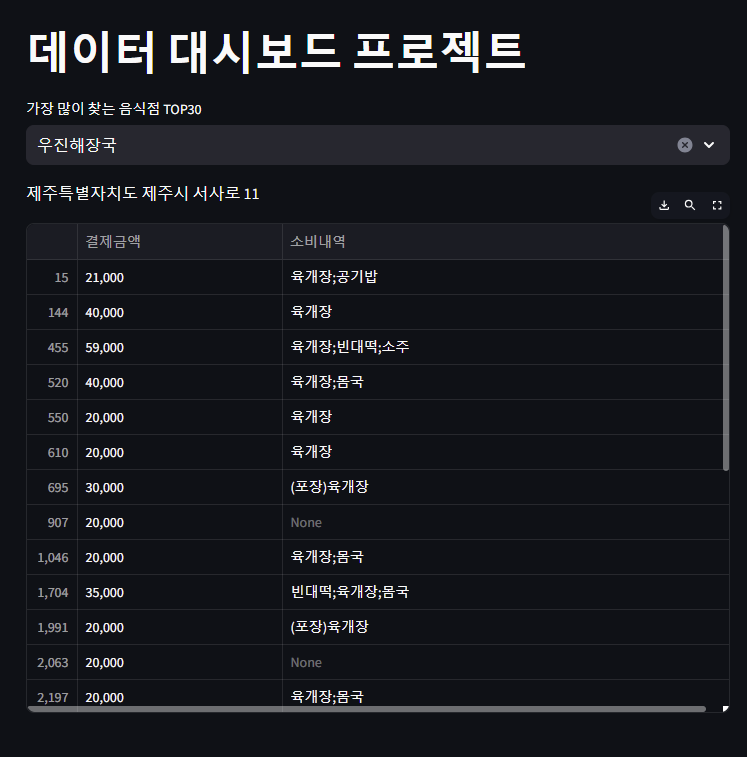 데이터 대시보드 프로젝트
가장 많이 찾는 음식점 TOP30
우진해장국
제주특별자치도 제주시 서사로 11
결제금액 소비내역
15 21,000 육개장;공기밥
144 40,000 육개장
455 59,000 육개장;빈대떡;소주
520 40,000 육개장;몸국
550 20,000 육개장
610 20,000 육개장
695 30,000 (포장)육개장
907 20,000 None
1,046 20,000 육개장;몸국
1,704 35,000 빈대떡;육개장;몸국
1,991 20,000 (포장)육개장
2,063 20,000 None
2,197 20,000 육개장;몸국